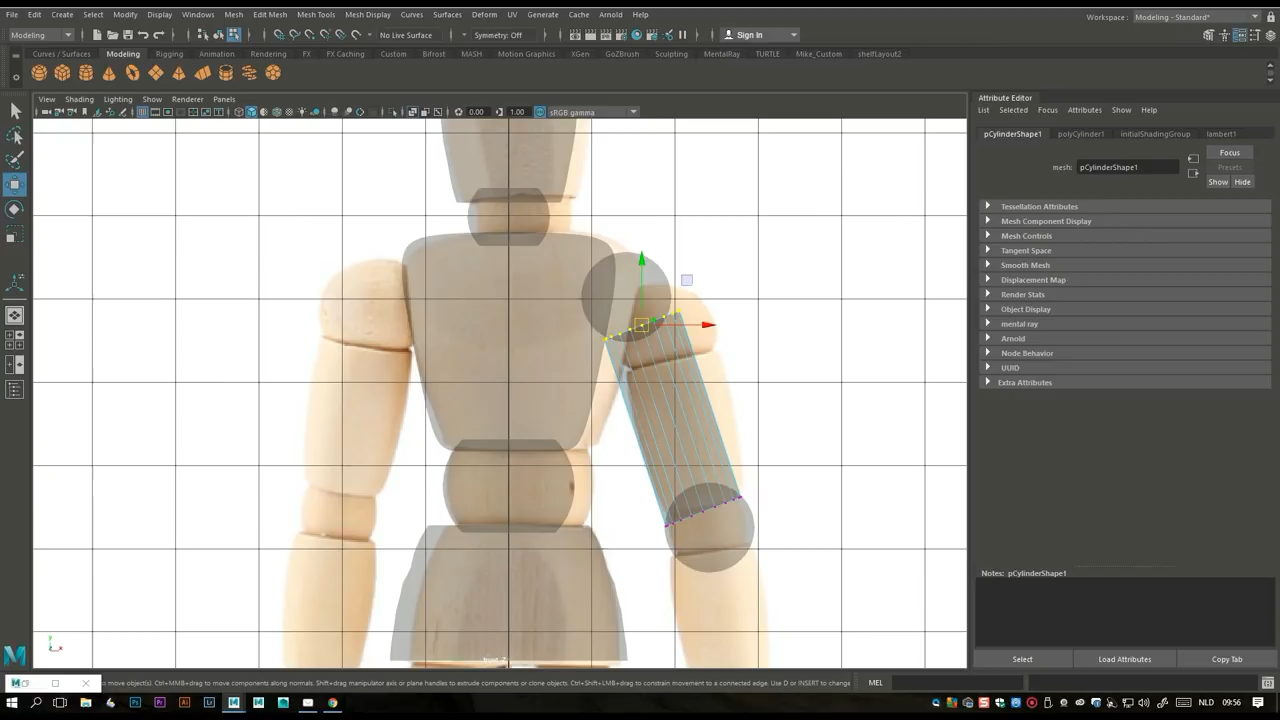 File Edit Create Select Modify Display Windows Mesh Edit Mesh Mesh Tools Mesh Display Curves Surfaces Deform UV Generate Cache Arnold Help
Workspace : Modeling - Standard*
Modeling
No Live Surface
Symmetry: Off
Sign In
Curves / Surfaces Modeling Rigging Animation Rendering FX FX Caching Custom Bifrost MASH Motion Graphics XGen GoZBrush Sculpting MentalRay TURTLE Mike_Custom shelfLayout2
View Shading Lighting Show Renderer Panels
0.00 1.00 sRGB gamma
Attribute Editor
List Selected Focus Attributes Show Help
pCylinderShape1 polyCylinder1 initialShadingGroup lambert1
Focus
mesh: pCylinderShape1
Presets
Show Hide
Tessellation Attributes
Mesh Component Display
Mesh Controls
Tangent Space
Smooth Mesh
Displacement Map
Render Stats
Object Display
mental ray
Arnold
Node Behavior
UUID
Extra Attributes
Notes: pCylinderShape1
Select Load Attributes Copy Tab
y
x
front -Z
move object(s). Ctrl+MMB+drag to move components along normals. Shift+drag manipulator axis or plane handles to extrude components or clone objects. Ctrl+Shift+LMB+drag to constrain movement to a connected edge. Use D or INSERT to change
MEL
NLD 09:56